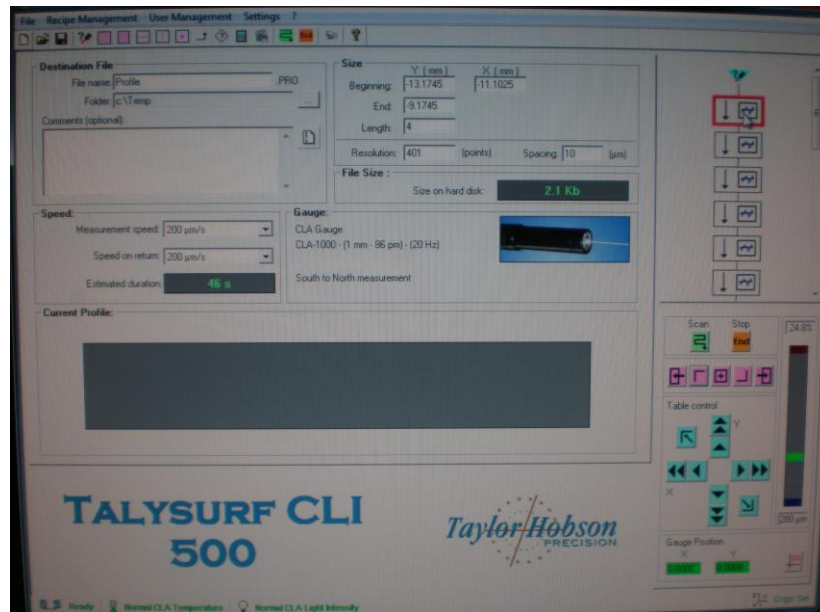 File Recipe Management User Management Settings ?
Destination File
File name: Profile .PRO
Folder: c:\Temp ...
Comments (optional):
Size
Y ( mm ) X ( mm )
Beginning: -13.1745 -11.1025
End: -9.1745
Length: 4
Resolution: 401 (points) Spacing: 10 (µm)
File Size :
Size on hard disk: 2.1 Kb
Speed:
Measurement speed: 200 µm/s
Speed on return: 200 µm/s
Estimated duration: 46 s
Gauge:
CLA Gauge
CLA-1000 - (1 mm - 86 pm) - (20 Hz)
South to North measurement
Current Profile:
Scan Stop 24.8%
End
Table control
Y
X
280 µm
Gauge Position
X Y
0.0000 0.0000
TALYSURF CLI
500
Taylor Hobson
PRECISION
Ready Normal CLA Temperature Normal CLA Light Intensity Origin Set